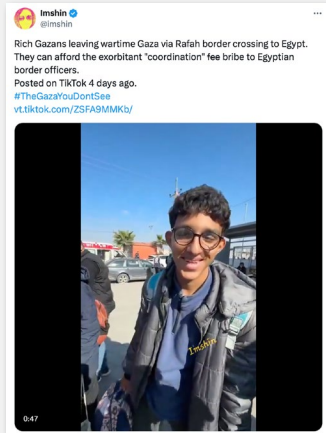 Imshin
@imshin
Rich Gazans leaving wartime Gaza via Rafah border crossing to Egypt.
They can afford the exorbitant "coordination" fee bribe to Egyptian
border officers.
Posted on TikTok 4 days ago.
#TheGazaYouDontSee
vt.tiktok.com/ZSFA9MMKb/
Imshin
0:47